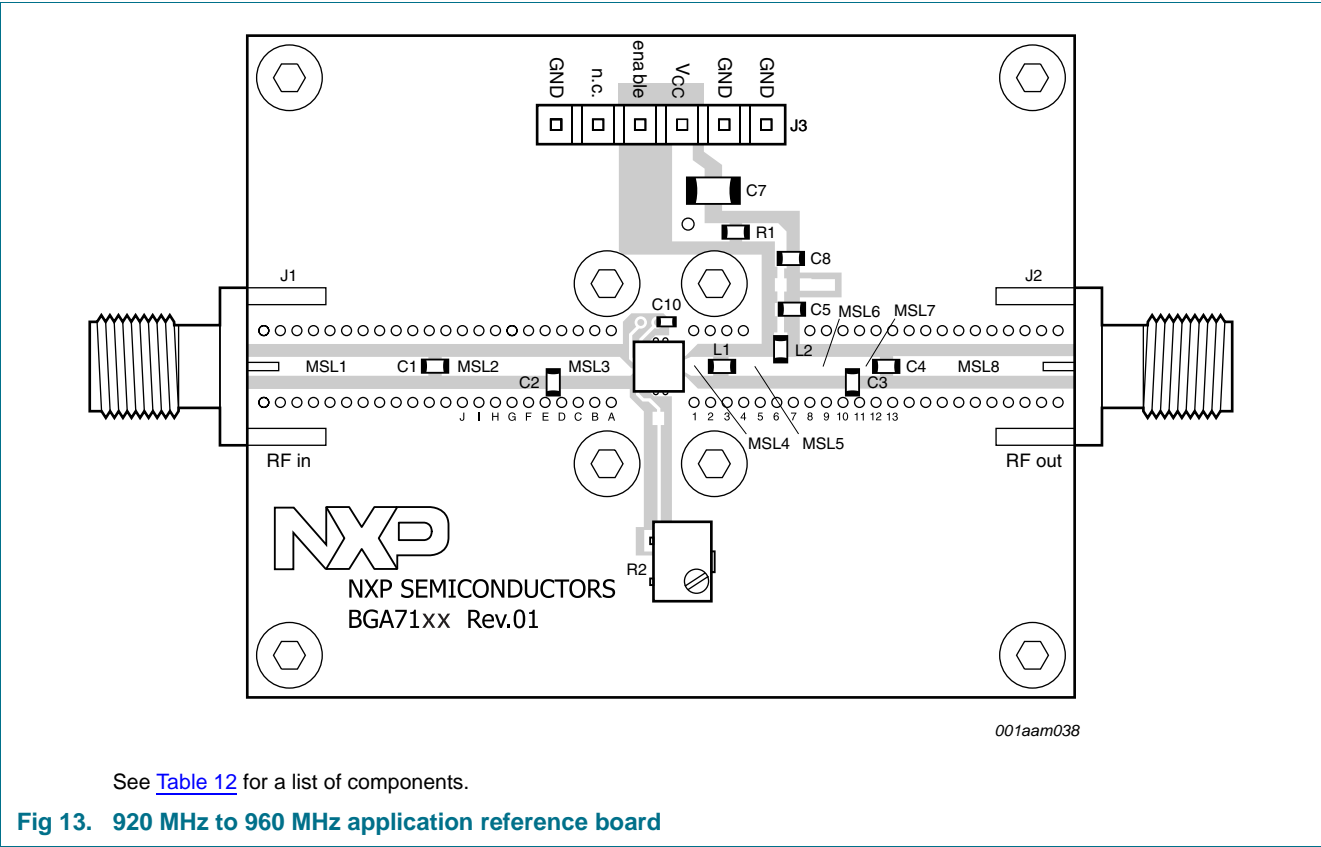 GND n.c. enable VCC GND GND
J3
C7
R1
C8
J1
J2
C10
C5
MSL6 MSL7
MSL1 C1 MSL2 MSL3 L1 L2 C4 MSL8
C2 C3
J I H G F E D C B A 1 2 3 4 5 6 7 8 9 10 11 12 13
MSL4 MSL5
RF in RF out
NXP
R2
NXP SEMICONDUCTORS
BGA71xx Rev.01
001aam038
See Table 12 for a list of components.
Fig 13. 920 MHz to 960 MHz application reference board